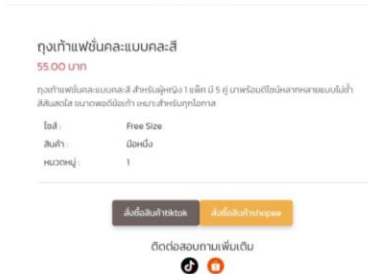 ถุงเท้าแฟชั่นคละแบบคละสี
55.00 บาท
ถุงเท้าแฟชั่นคละแบบคละสี สำหรับผู้หญิง 1 แพ็ค มี 5 คู่ มาพร้อมดีไซน์หลากหลายแบบไม่ซ้ำ
สีสันสดใส ขนาดพอดีข้อเท้า เหมาะสำหรับทุกโอกาส
ไซส์ : Free Size
สินค้า : มือหนึ่ง
หมวดหมู่ : 1
สั่งซื้อสินค้าtiktok สั่งซื้อสินค้าshopee
ติดต่อสอบถามเพิ่มเติม